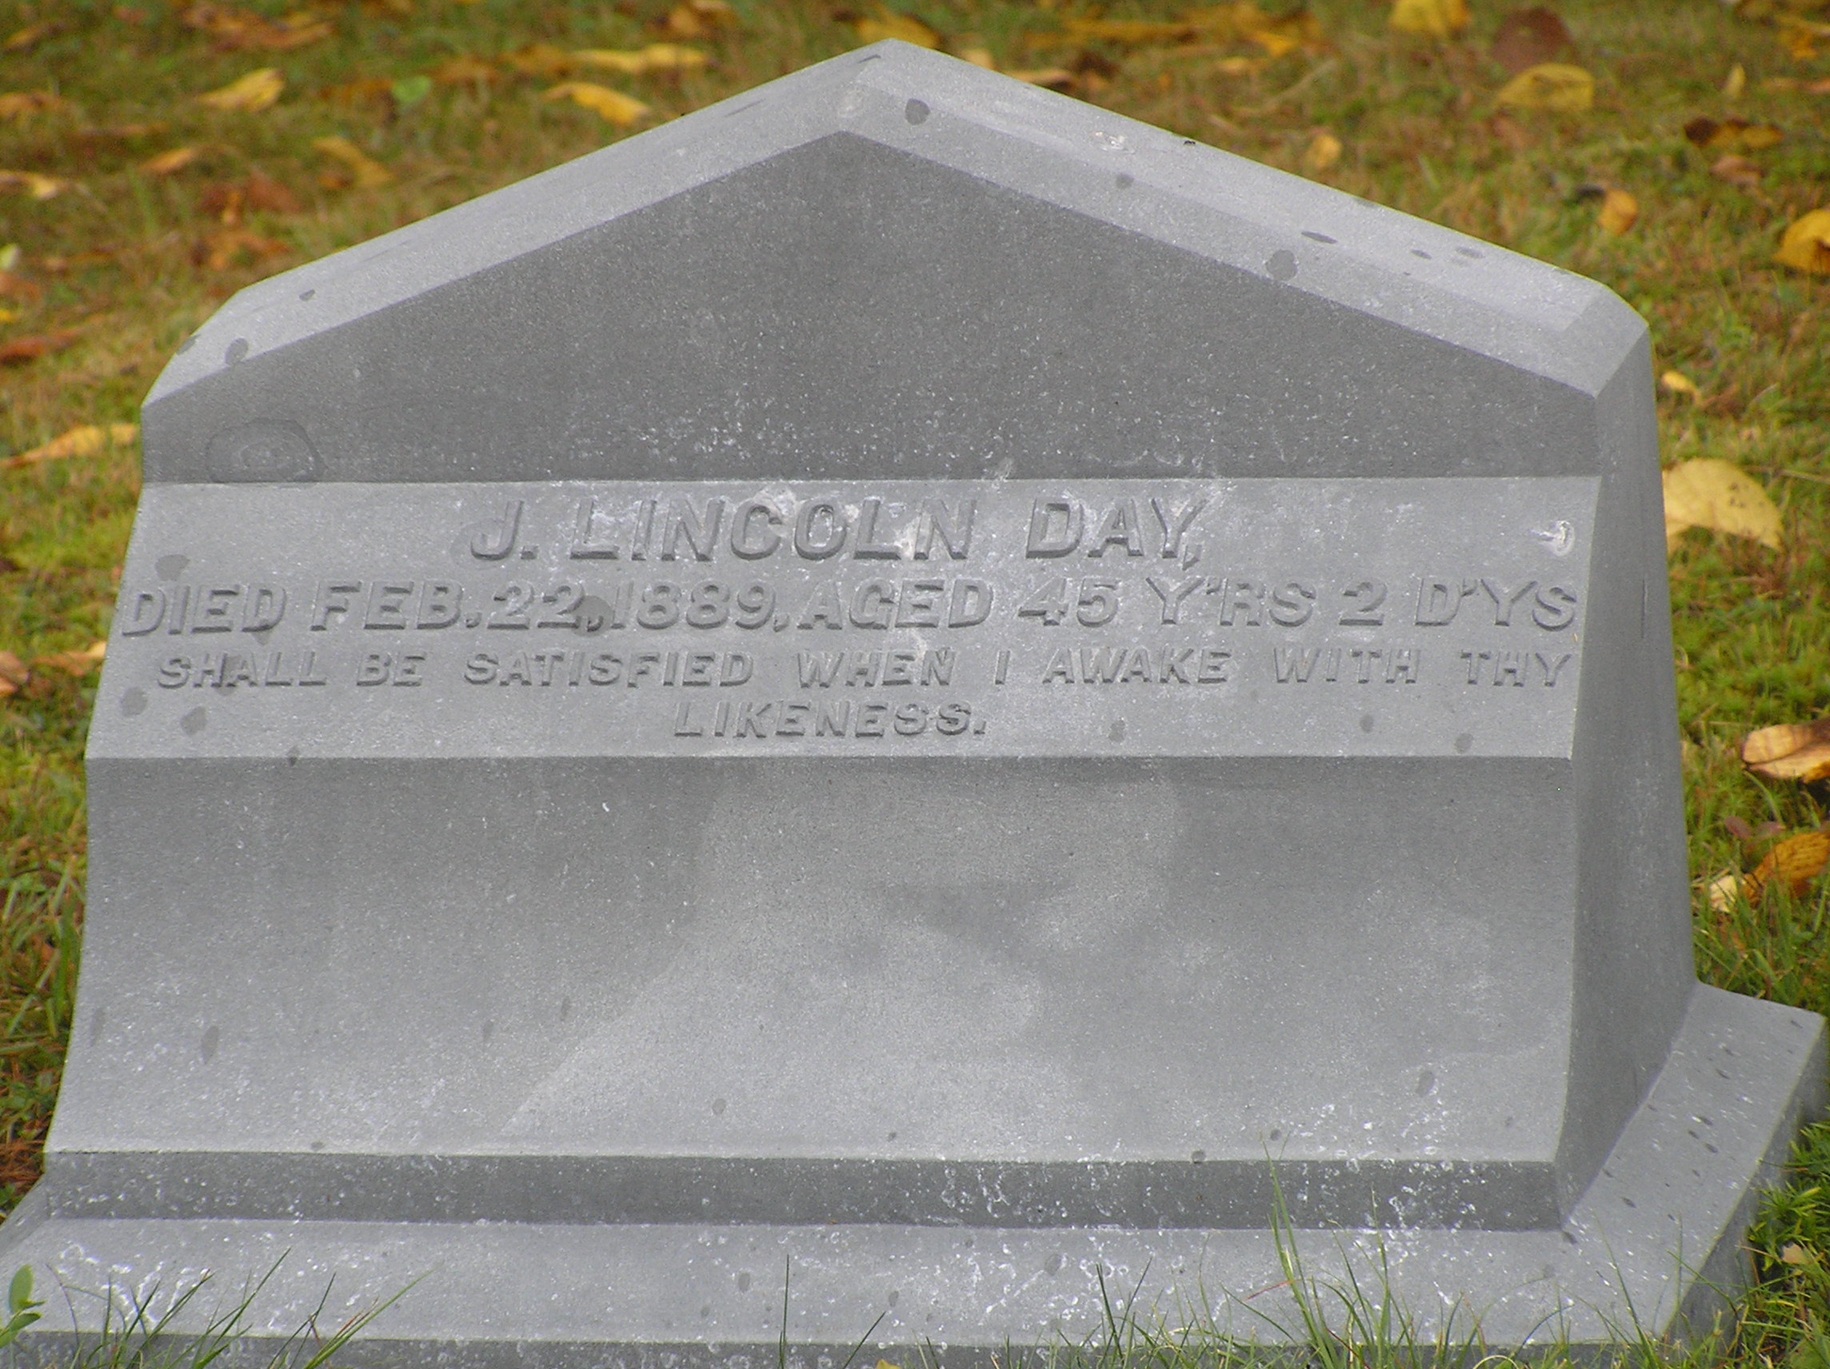 J. LINCOLN DAY,
DIED FEB. 22, 1889, AGED 45 Y'RS 2 D'YS
SHALL BE SATISFIED WHEN I AWAKE WITH THY
LIKENESS.